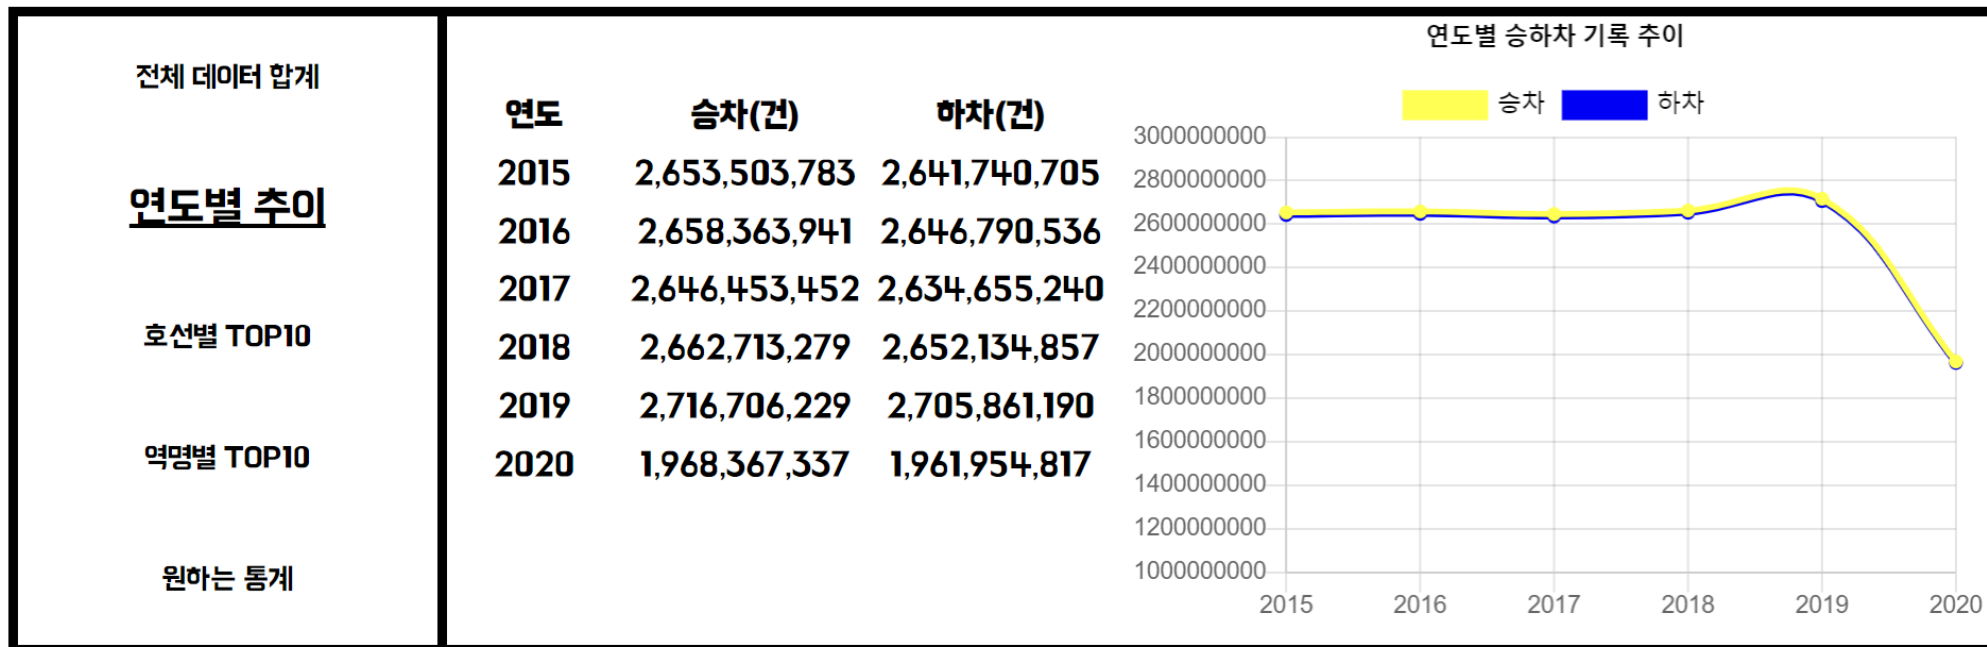 전체 데이터 합계
연도별 추이
호선별 TOP10
역명별 TOP10
원하는 통계
연도 승차(건) 하차(건)
2015 2,653,503,783 2,641,740,705
2016 2,658,363,941 2,646,790,536
2017 2,646,453,452 2,634,655,240
2018 2,662,713,279 2,652,134,857
2019 2,716,706,229 2,705,861,190
2020 1,968,367,337 1,961,954,817
연도별 승하차 기록 추이
승차 하차
3000000000
2800000000
2600000000
2400000000
2200000000
2000000000
1800000000
1600000000
1400000000
1200000000
1000000000
2015 2016 2017 2018 2019 2020